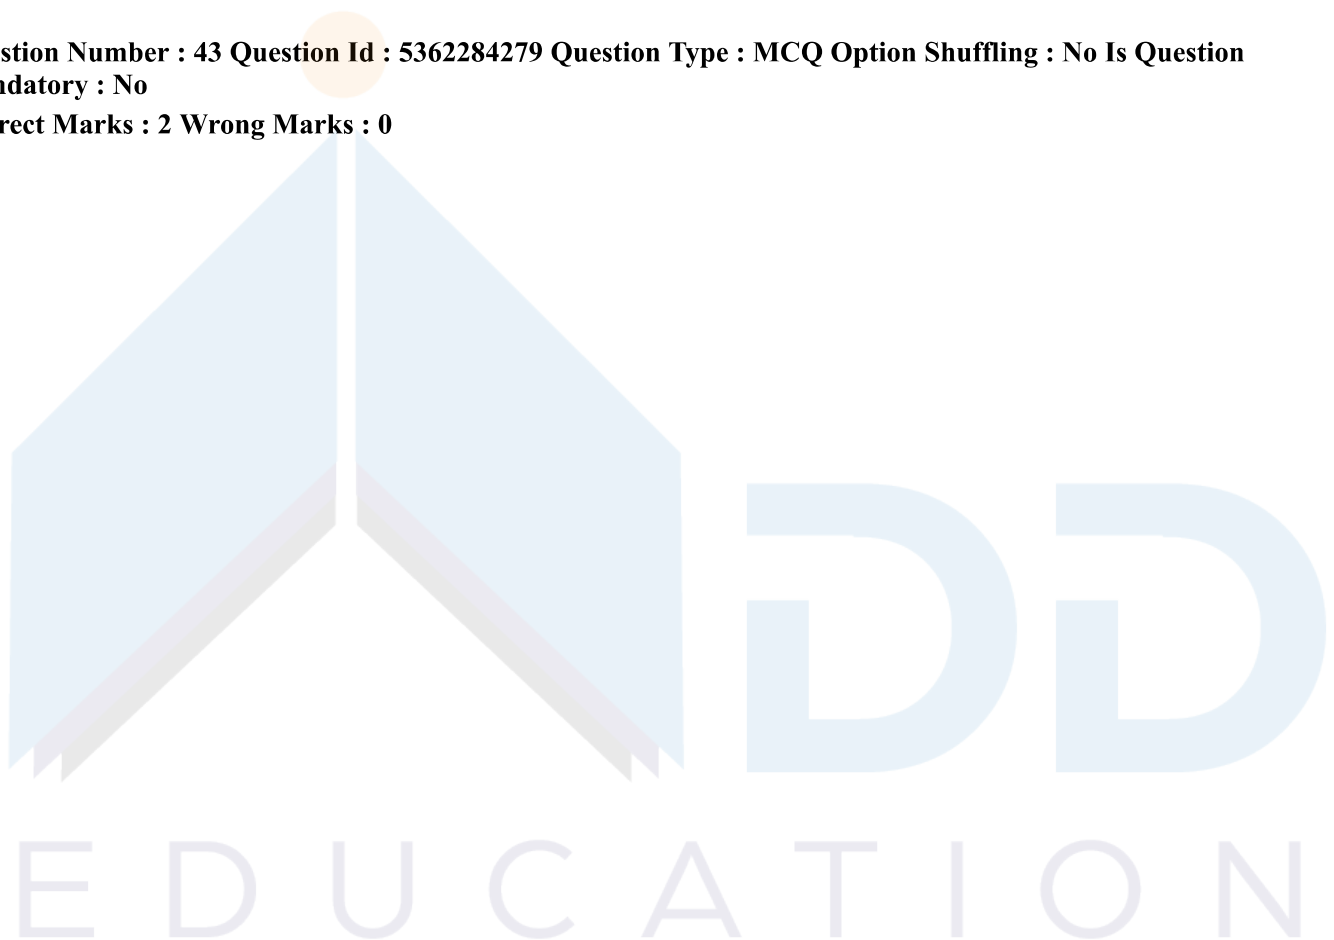 stion Number : 43 Question Id : 5362284279 Question Type : MCQ Option Shuffling : No Is Question
ndatory : No
rect Marks : 2 Wrong Marks : 0
DD
EDUCATION